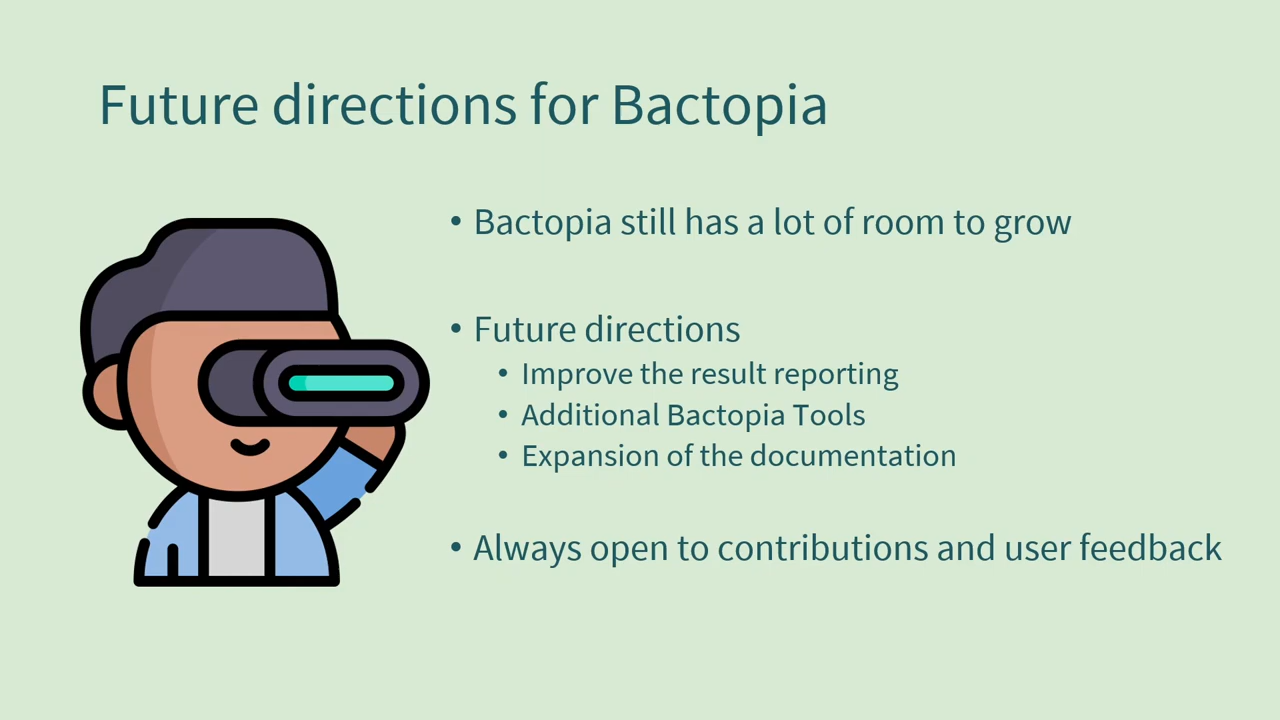 Future directions for Bactopia
• Bactopia still has a lot of room to grow
• Future directions
• Improve the result reporting
• Additional Bactopia Tools
• Expansion of the documentation
• Always open to contributions and user feedback